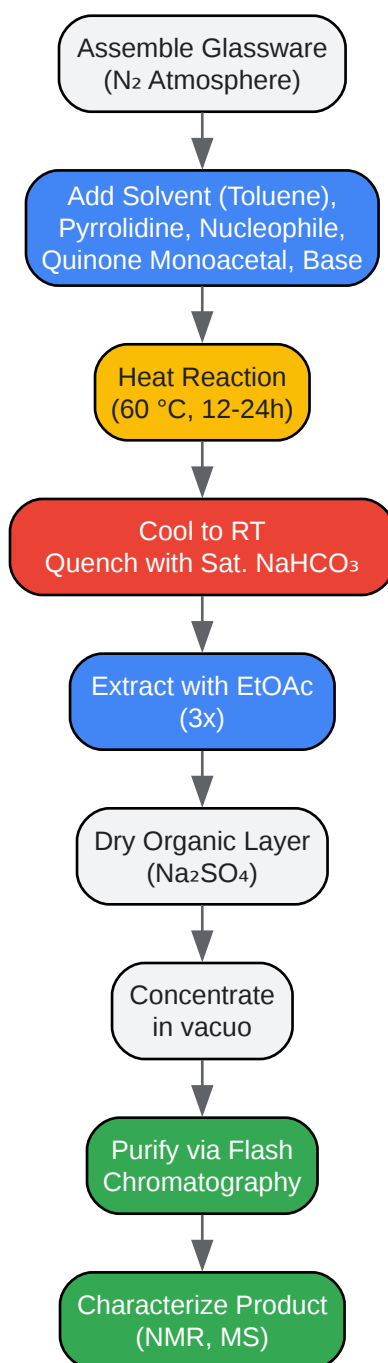 Assemble Glassware
(N₂ Atmosphere)
Add Solvent (Toluene),
Pyrrolidine, Nucleophile,
Quinone Monoacetal, Base
Heat Reaction
(60 °C, 12-24h)
Cool to RT
Quench with Sat. NaHCO₃
Extract with EtOAc
(3x)
Dry Organic Layer
(Na₂SO₄)
Concentrate
in vacuo
Purify via Flash
Chromatography
Characterize Product
(NMR, MS)